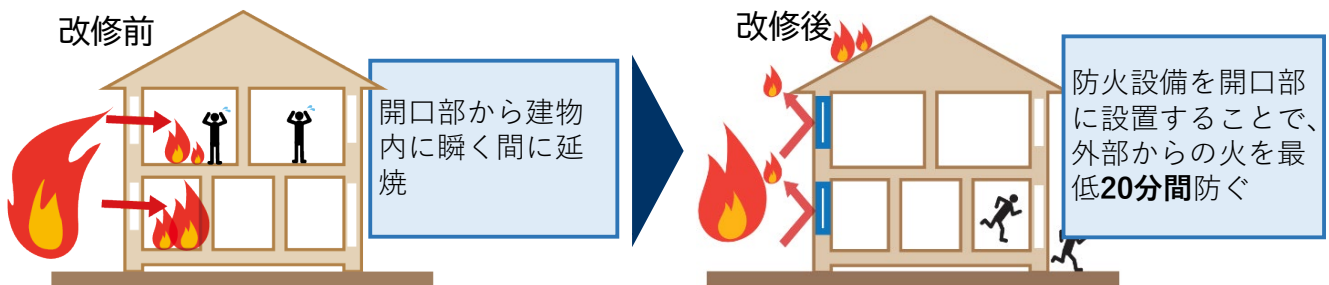 改修前
開口部から建物
内に瞬く間に延
焼
改修後
防火設備を開口部
に設置することで、
外部からの火を最
低20分間防ぐ